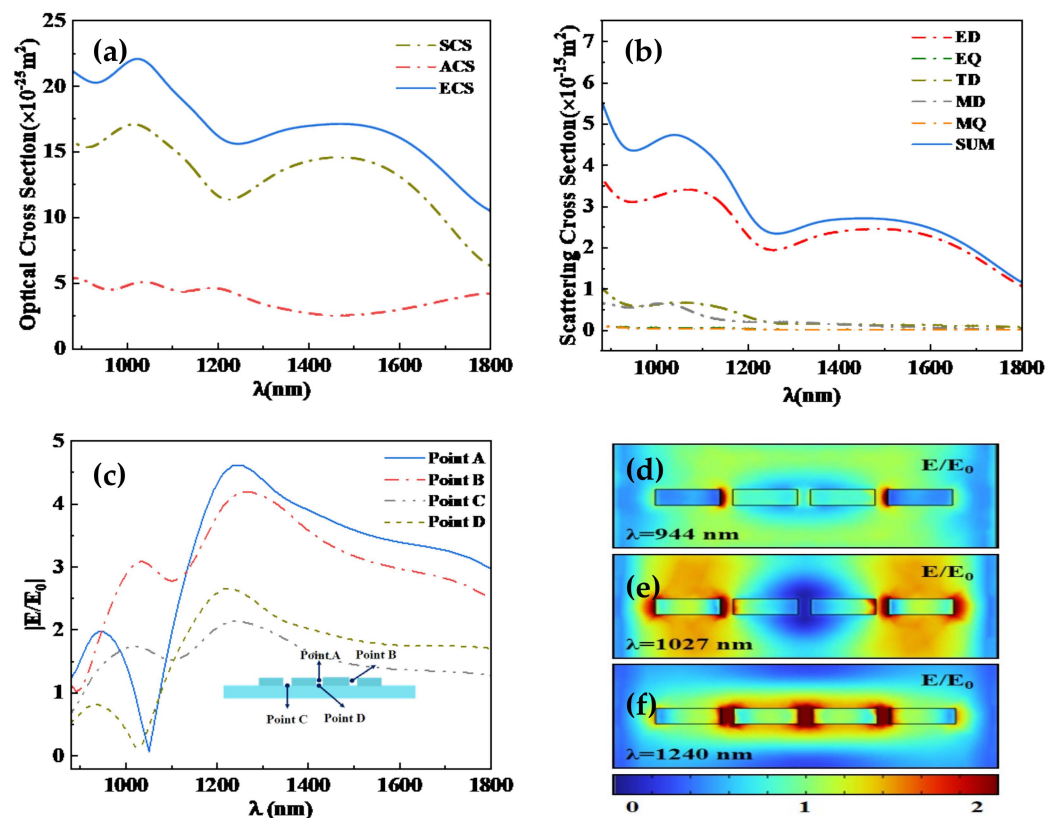 (a)
SCS
ACS
ECS
25
20
15
10
5
0
Optical Cross Section(×10⁻²⁵m²)
1000 1200 1400 1600 1800
λ(nm)
(b)
ED
EQ
TD
MD
MQ
SUM
7
6
5
4
3
2
1
0
Scattering Cross Section(×10⁻¹⁵m²)
1000 1200 1400 1600 1800
λ(nm)
(c)
Point A
Point B
Point C
Point D
5
4
3
2
1
0
|E/E₀|
Point A
Point B
Point C
Point D
1000 1200 1400 1600 1800
λ (nm)
(d)
E/E₀
λ=944 nm
(e)
E/E₀
λ=1027 nm
(f)
E/E₀
λ=1240 nm
0 1 2